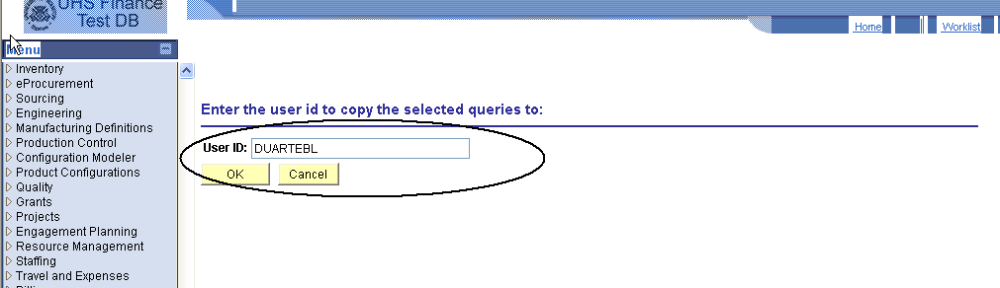 UHS Finance
Test DB
Home
Worklist
Menu
Inventory
eProcurement
Sourcing
Engineering
Manufacturing Definitions
Production Control
Configuration Modeler
Product Configurations
Quality
Grants
Projects
Engagement Planning
Resource Management
Staffing
Travel and Expenses
Enter the user id to copy the selected queries to:
User ID: DUARTEBL
OK Cancel